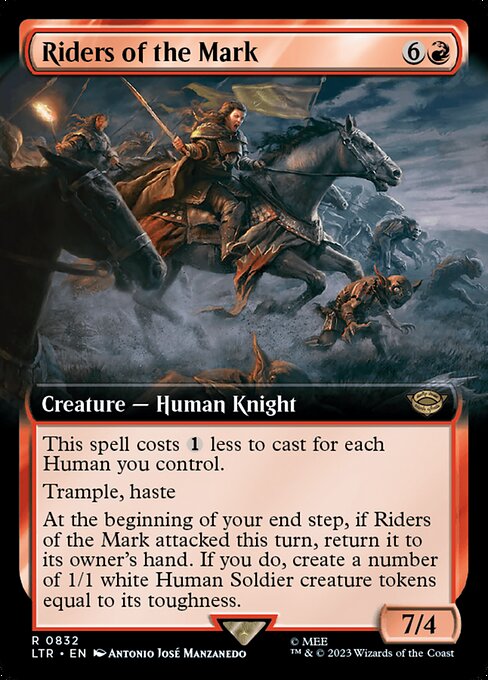 Riders of the Mark 6
Creature — Human Knight
This spell costs 1 less to cast for each
Human you control.
Trample, haste
At the beginning of your end step, if Riders
of the Mark attacked this turn, return it to
its owner's hand. If you do, create a number
of 1/1 white Human Soldier creature tokens
equal to its toughness.
7/4
R 0832
LTR • EN Antonio José Manzanedo
© MEE
™ & © 2023 Wizards of the Coast